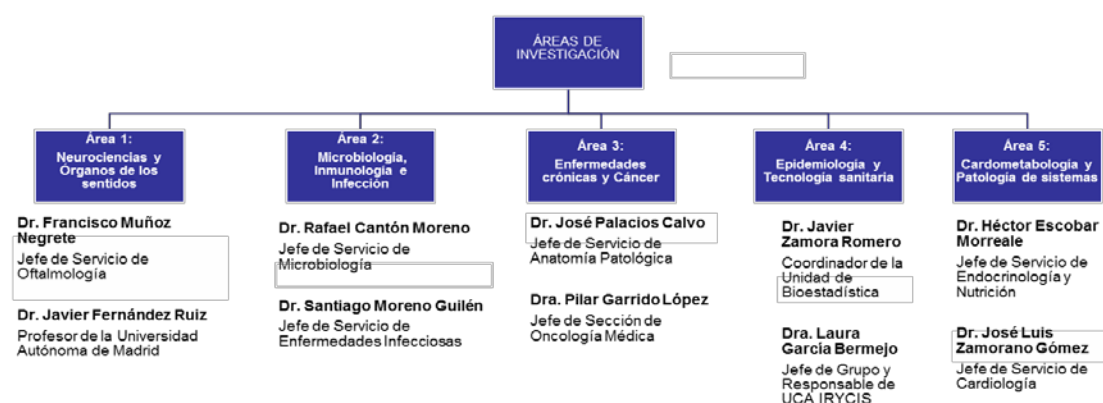 ÁREAS DE
INVESTIGACIÓN
Área 1:
Neurociencias y
Órganos de los
sentidos
Dr. Francisco Muñoz
Negrete
Jefe de Servicio de
Oftalmología
Dr. Javier Fernández Ruiz
Profesor de la Universidad
Autónoma de Madrid
Área 2:
Microbiología,
Inmunología e
Infección
Dr. Rafael Cantón Moreno
Jefe de Servicio de
Microbiología
Dr. Santiago Moreno Guilén
Jefe de Servicio de
Enfermedades Infecciosas
Área 3:
Enfermedades
crónicas y Cáncer
Dr. José Palacios Calvo
Jefe de Servicio de
Anatomía Patológica
Dra. Pilar Garrido López
Jefe de Sección de
Oncología Médica
Área 4:
Epidemiología y
Tecnología sanitaria
Dr. Javier
Zamora Romero
Coordinador de la
Unidad de
Bioestadística
Dra. Laura
García Bermejo
Jefe de Grupo y
Responsable de
UCA IRYCIS
Área 5:
Cardometabología y
Patología de sistemas
Dr. Héctor Escobar
Morreale
Jefe de Servicio de
Endocrinología y
Nutrición
Dr. José Luis
Zamorano Gómez
Jefe de Servicio de
Cardiología